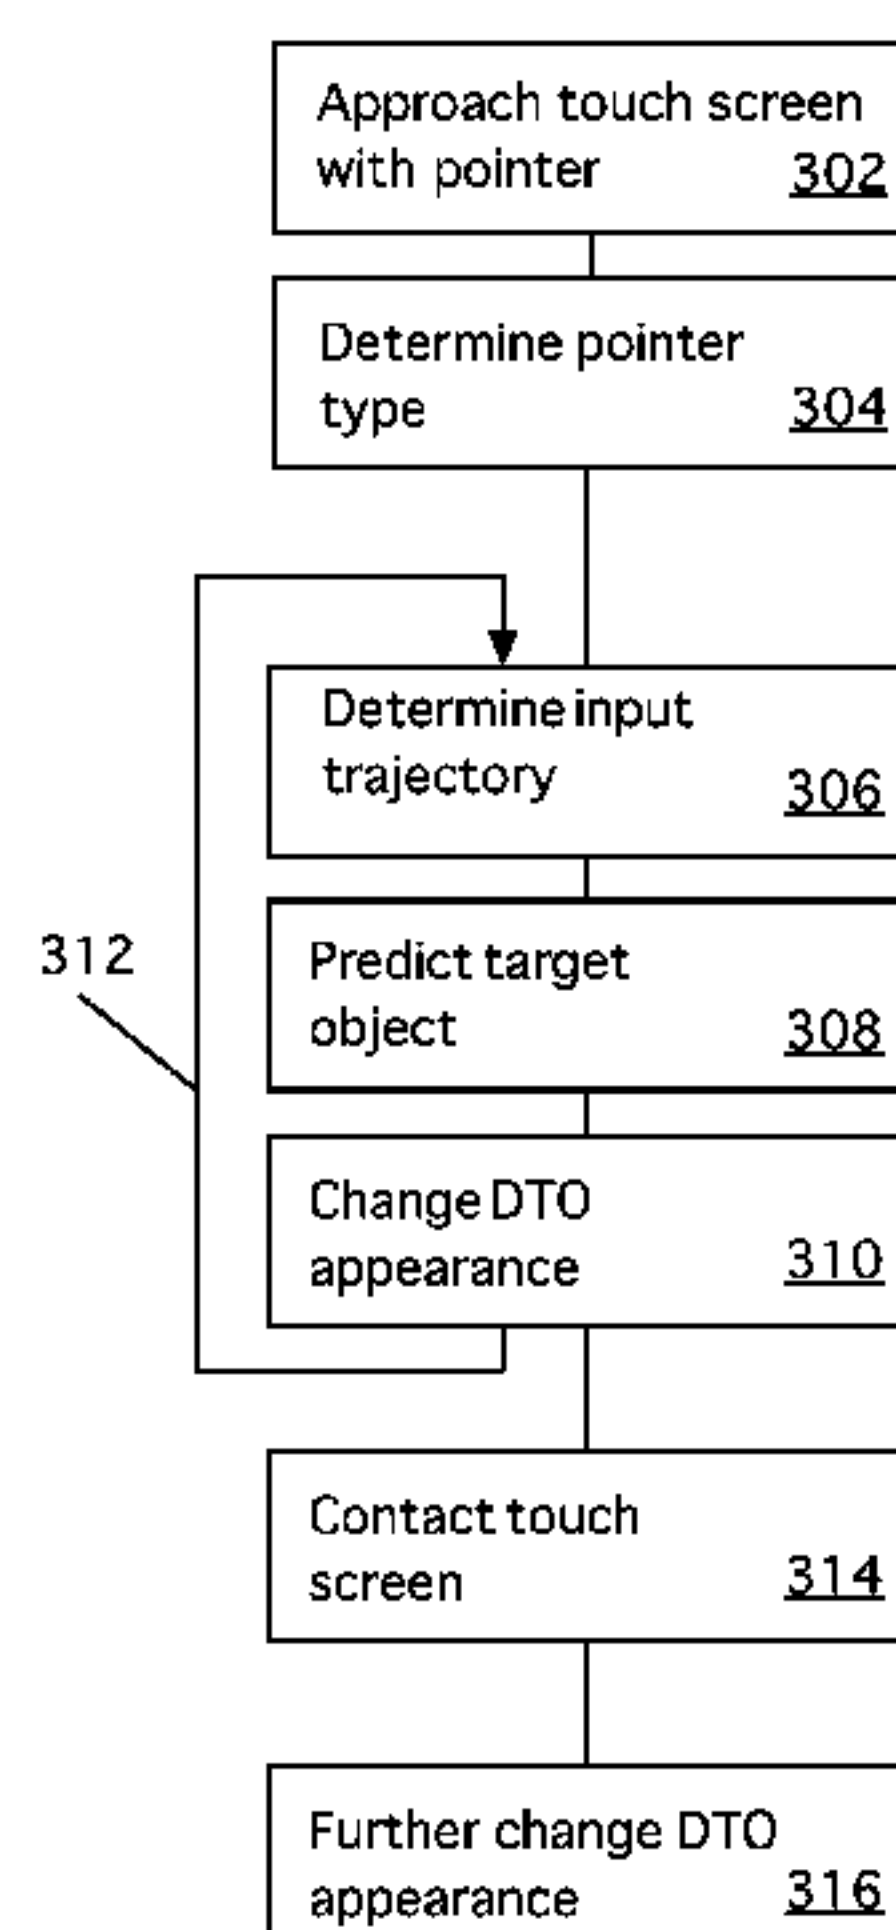 Approach touch screen
with pointer 302
Determine pointer
type 304
Determine input
trajectory 306
312
Predict target
object 308
Change DTO
appearance 310
Contact touch
screen 314
Further change DTO
appearance 316